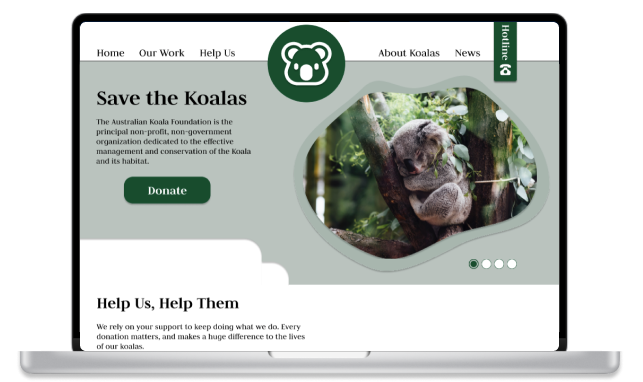 Home Our Work Help Us About Koalas News
Hotline
Save the Koalas
The Australian Koala Foundation is the
principal non-profit, non-government
organization dedicated to the effective
management and conservation of the Koala
and its habitat.
Donate
Help Us, Help Them
We rely on your support to keep doing what we do. Every
donation matters, and makes a huge difference to the lives
of our koalas.